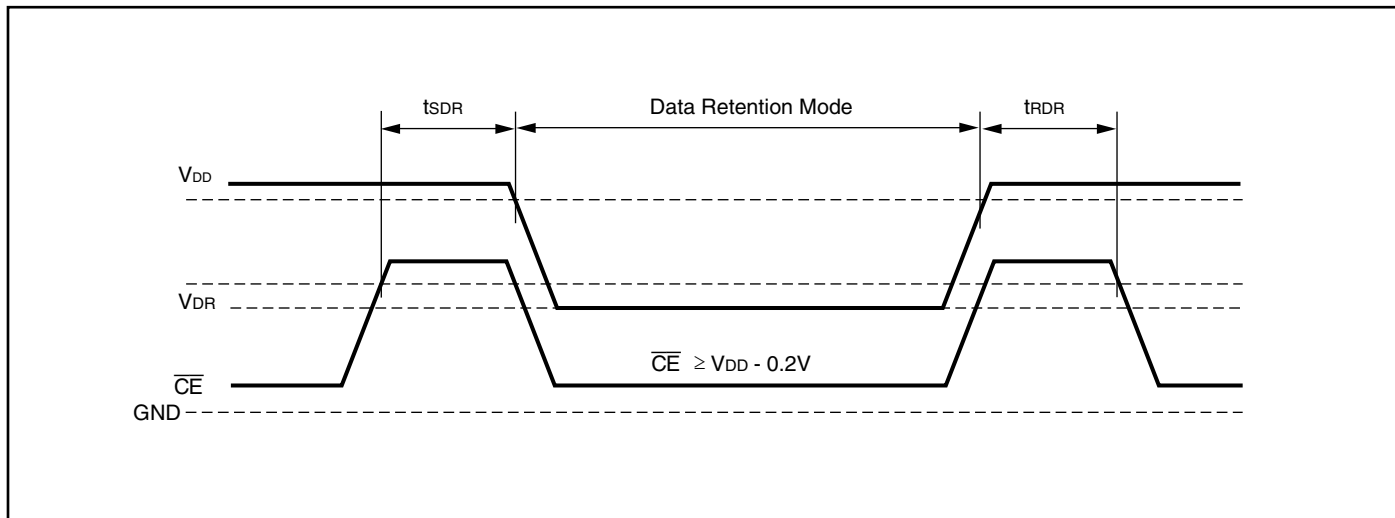 tSDR Data Retention Mode tRDR
VDD
VDR
CE ≥ VDD - 0.2V
CE
GND